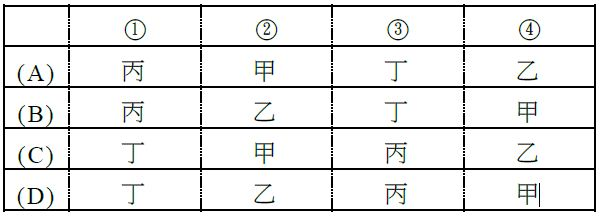 ① ② ③ ④
(A) 丙 甲 丁 乙
(B) 丙 乙 丁 甲
(C) 丁 甲 丙 乙
(D) 丁 乙 丙 甲